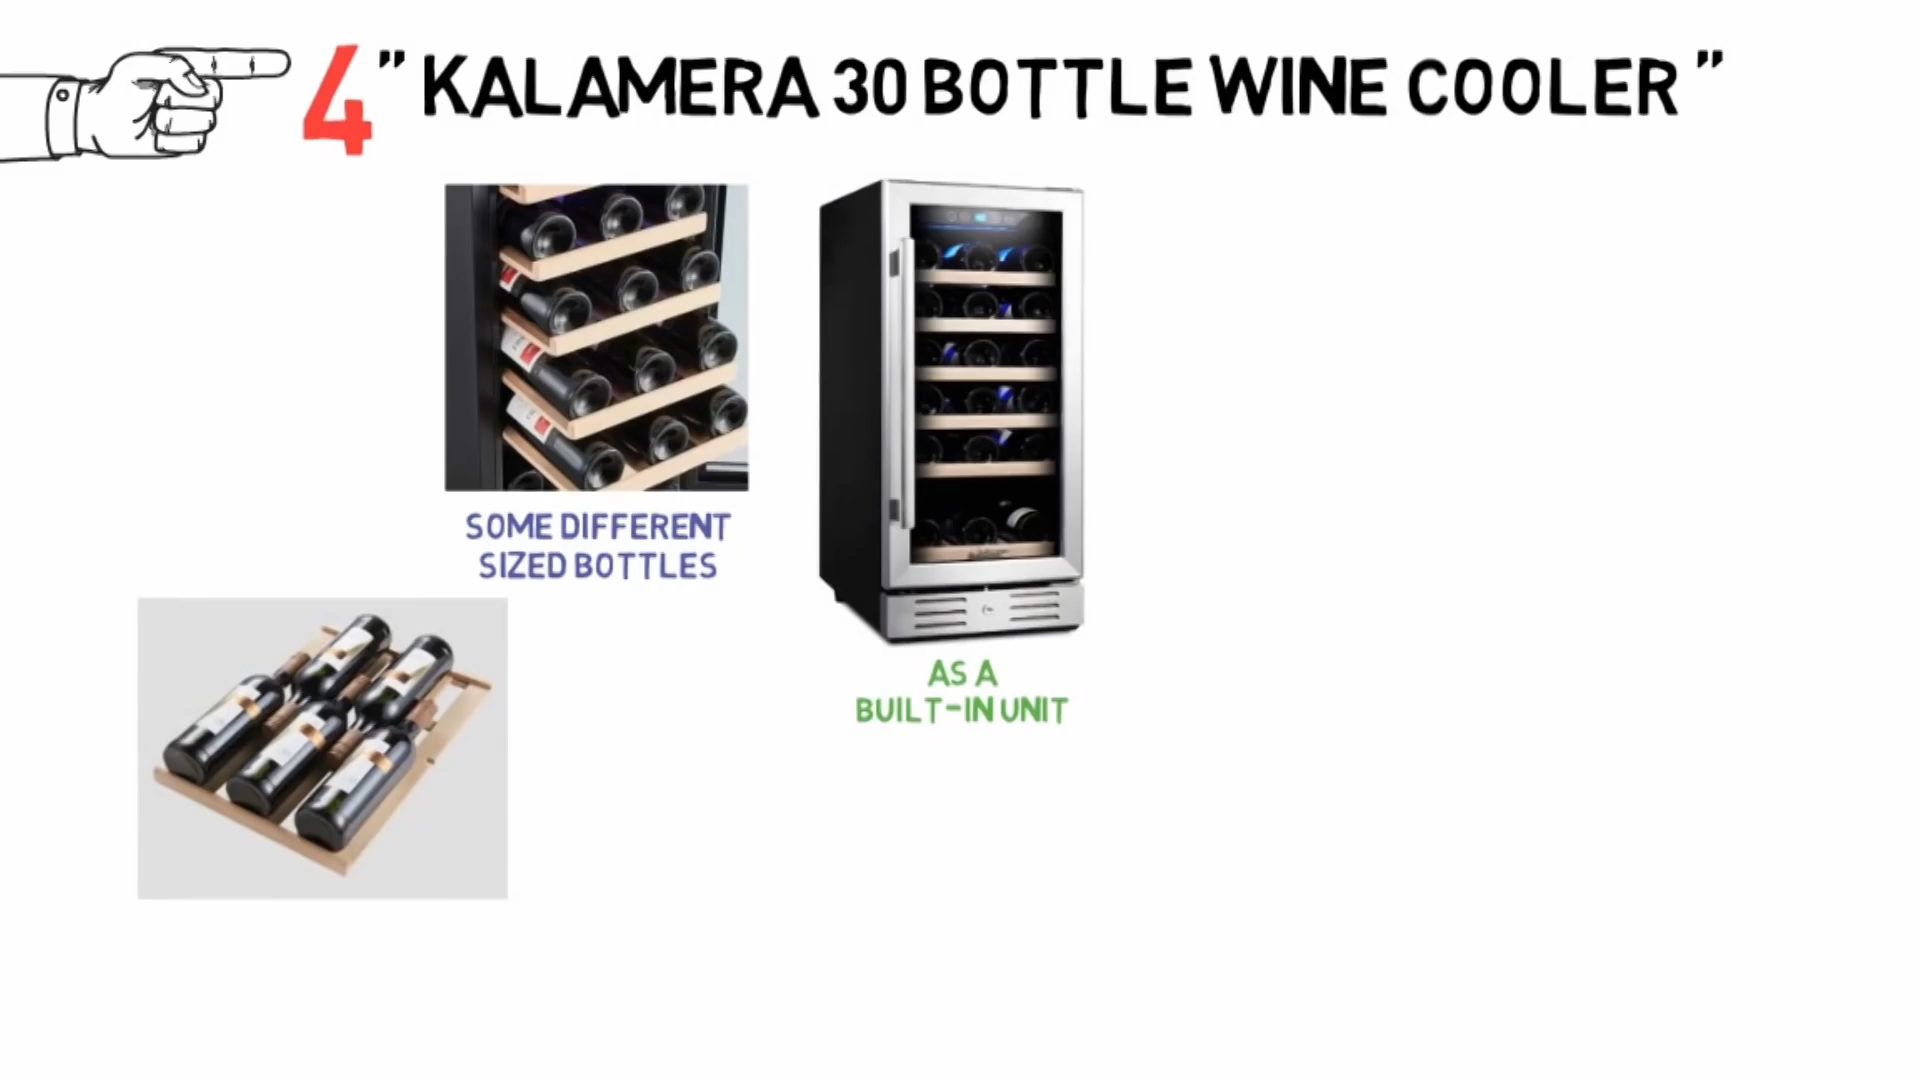 4 " KALAMERA 30 BOTTLE WINE COOLER "
SOME DIFFERENT
SIZED BOTTLES
AS A
BUILT-IN UNIT